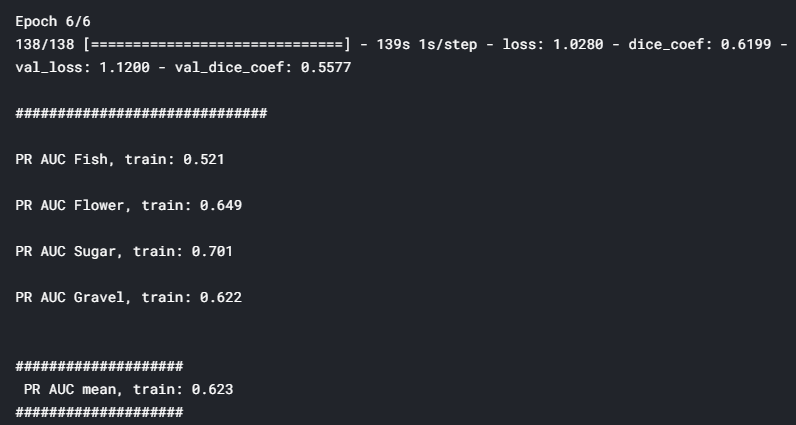 Epoch 6/6
138/138 [==============================] - 139s 1s/step - loss: 1.0280 - dice_coef: 0.6199 -
val_loss: 1.1200 - val_dice_coef: 0.5577
##############################
PR AUC Fish, train: 0.521
PR AUC Flower, train: 0.649
PR AUC Sugar, train: 0.701
PR AUC Gravel, train: 0.622
####################
PR AUC mean, train: 0.623
####################